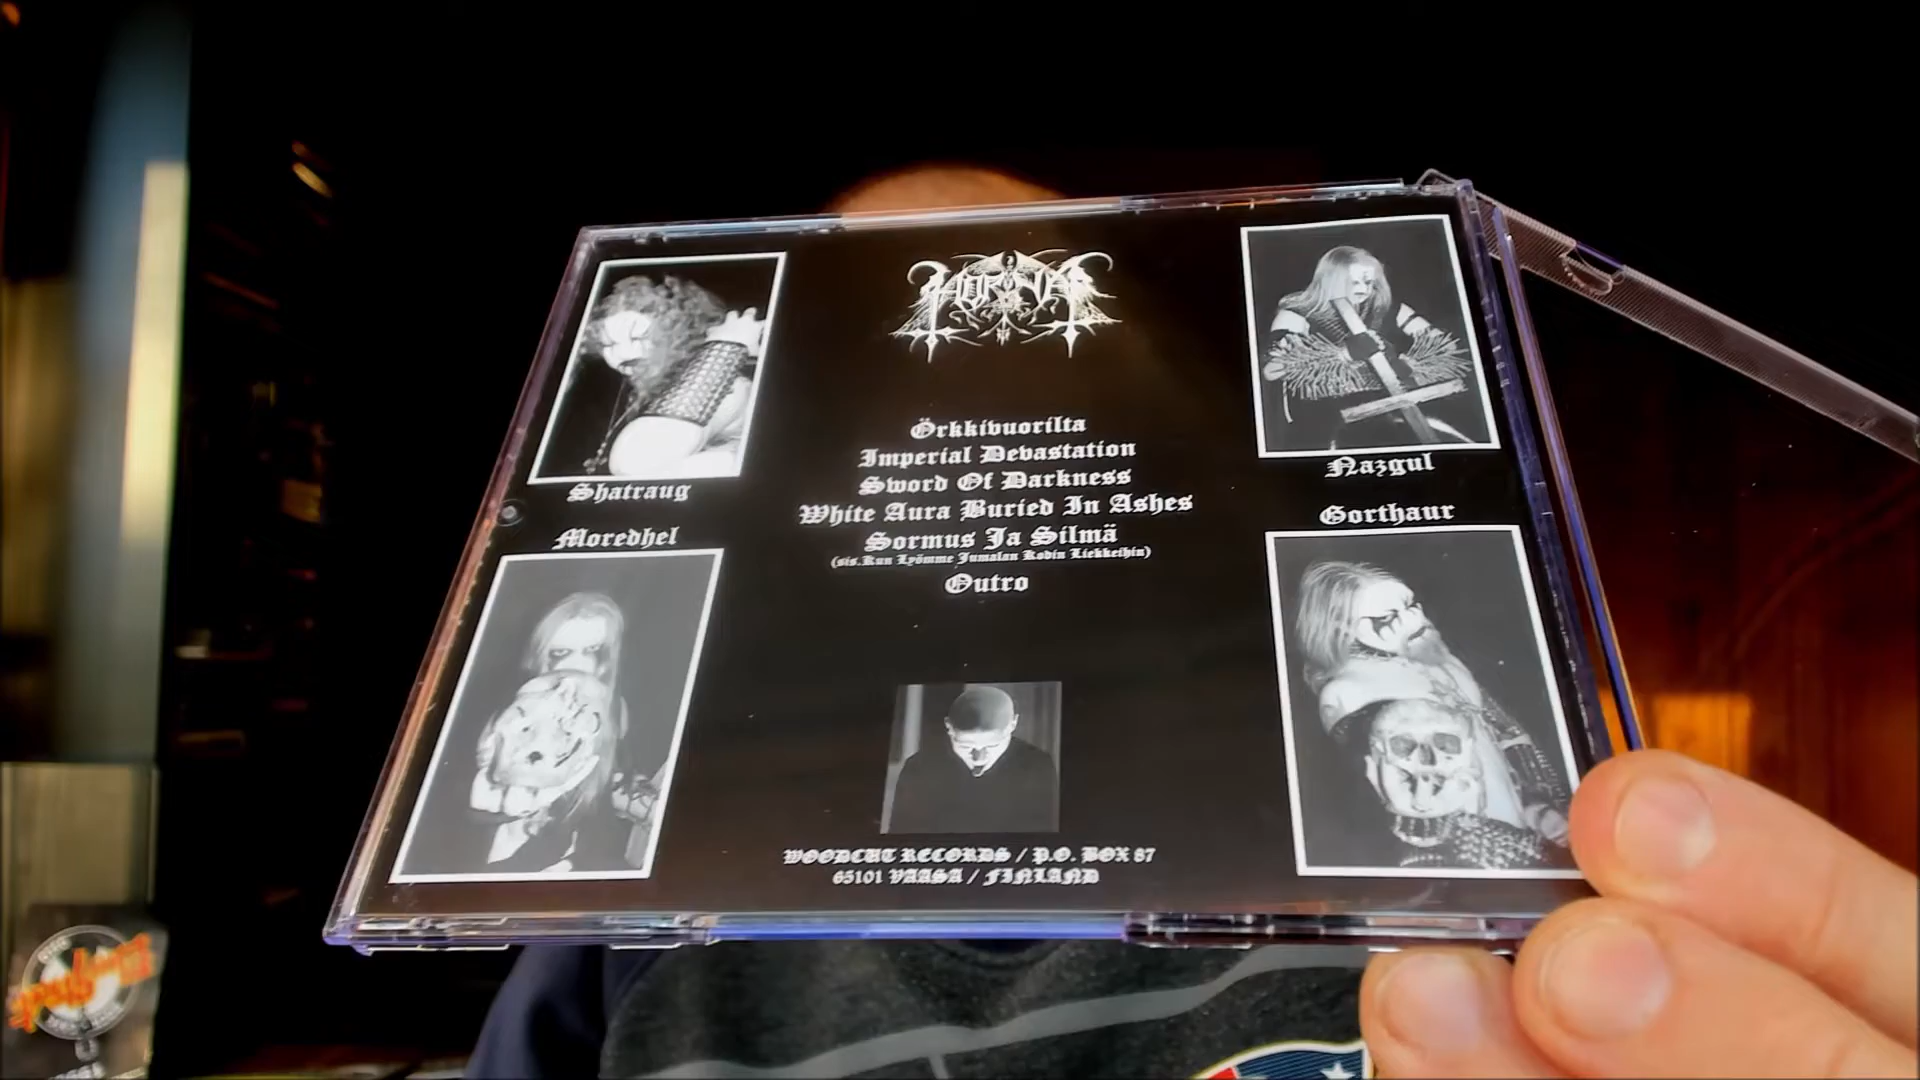 HORNA
Shatraug
Nazgul
Örkkivuorilta
Imperial Devastation
Sword Of Darkness
White Aura Buried In Ashes
Sormus Ja Silmä
(sis.Kun Lyömme Jumalan Kodin Liekkeihin)
Outro
Moredhel
Gorthaur
WOODCUT RECORDS / P.O. BOX 87
65101 VAASA / FINLAND